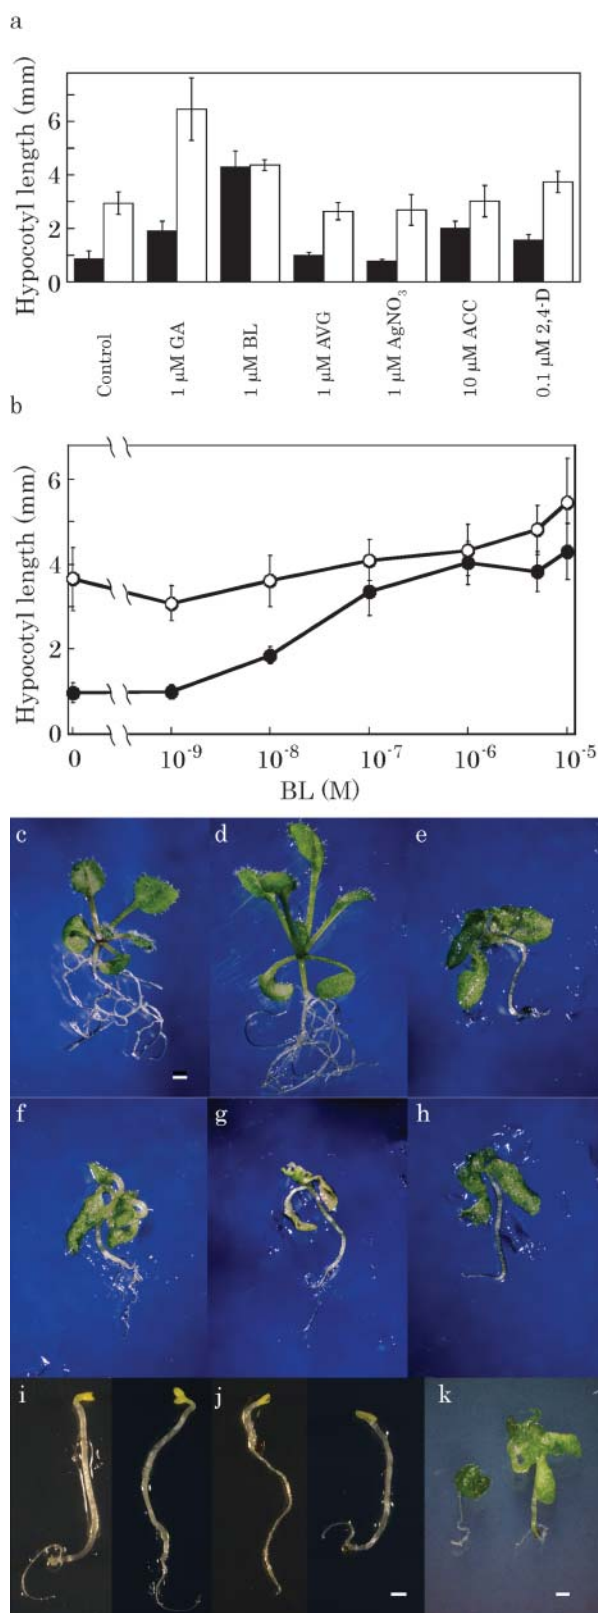 a
Hypocotyl length (mm)
6
4
2
0
Control
1 μM GA
1 μM BL
1 μM AVG
1 μM AgNO₃
10 μM ACC
0.1 μM 2,4-D
b
Hypocotyl length (mm)
6
4
2
0
0
10⁻⁹
10⁻⁸
10⁻⁷
10⁻⁶
10⁻⁵
BL (M)
c d e
f g h
i j k